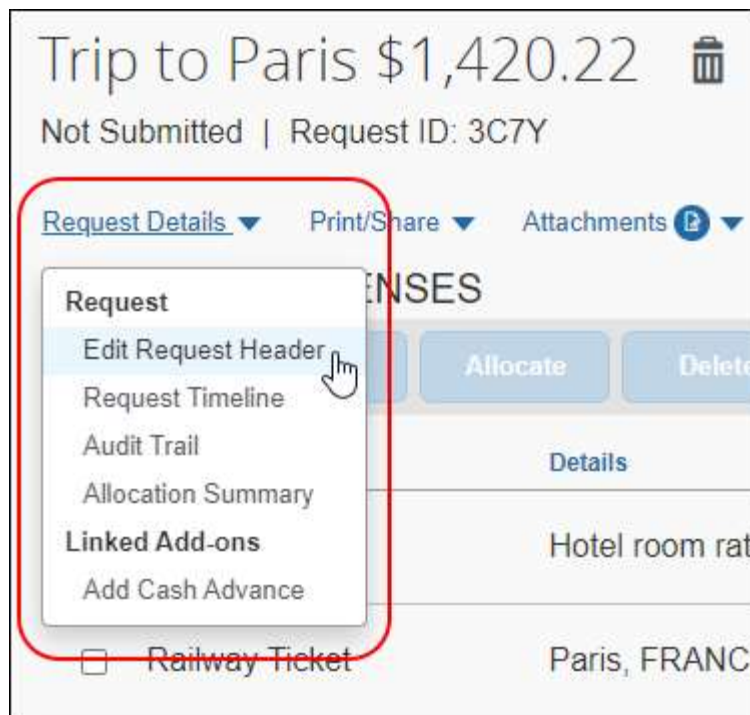 Trip to Paris $1,420.22
Not Submitted | Request ID: 3C7Y
Request Details Print/Share Attachments
ENSES
Request
Edit Request Header
Allocate Delete
Request Timeline
Audit Trail
Details
Allocation Summary
Linked Add-ons
Hotel room rat
Add Cash Advance
Railway Ticket Paris, FRANC